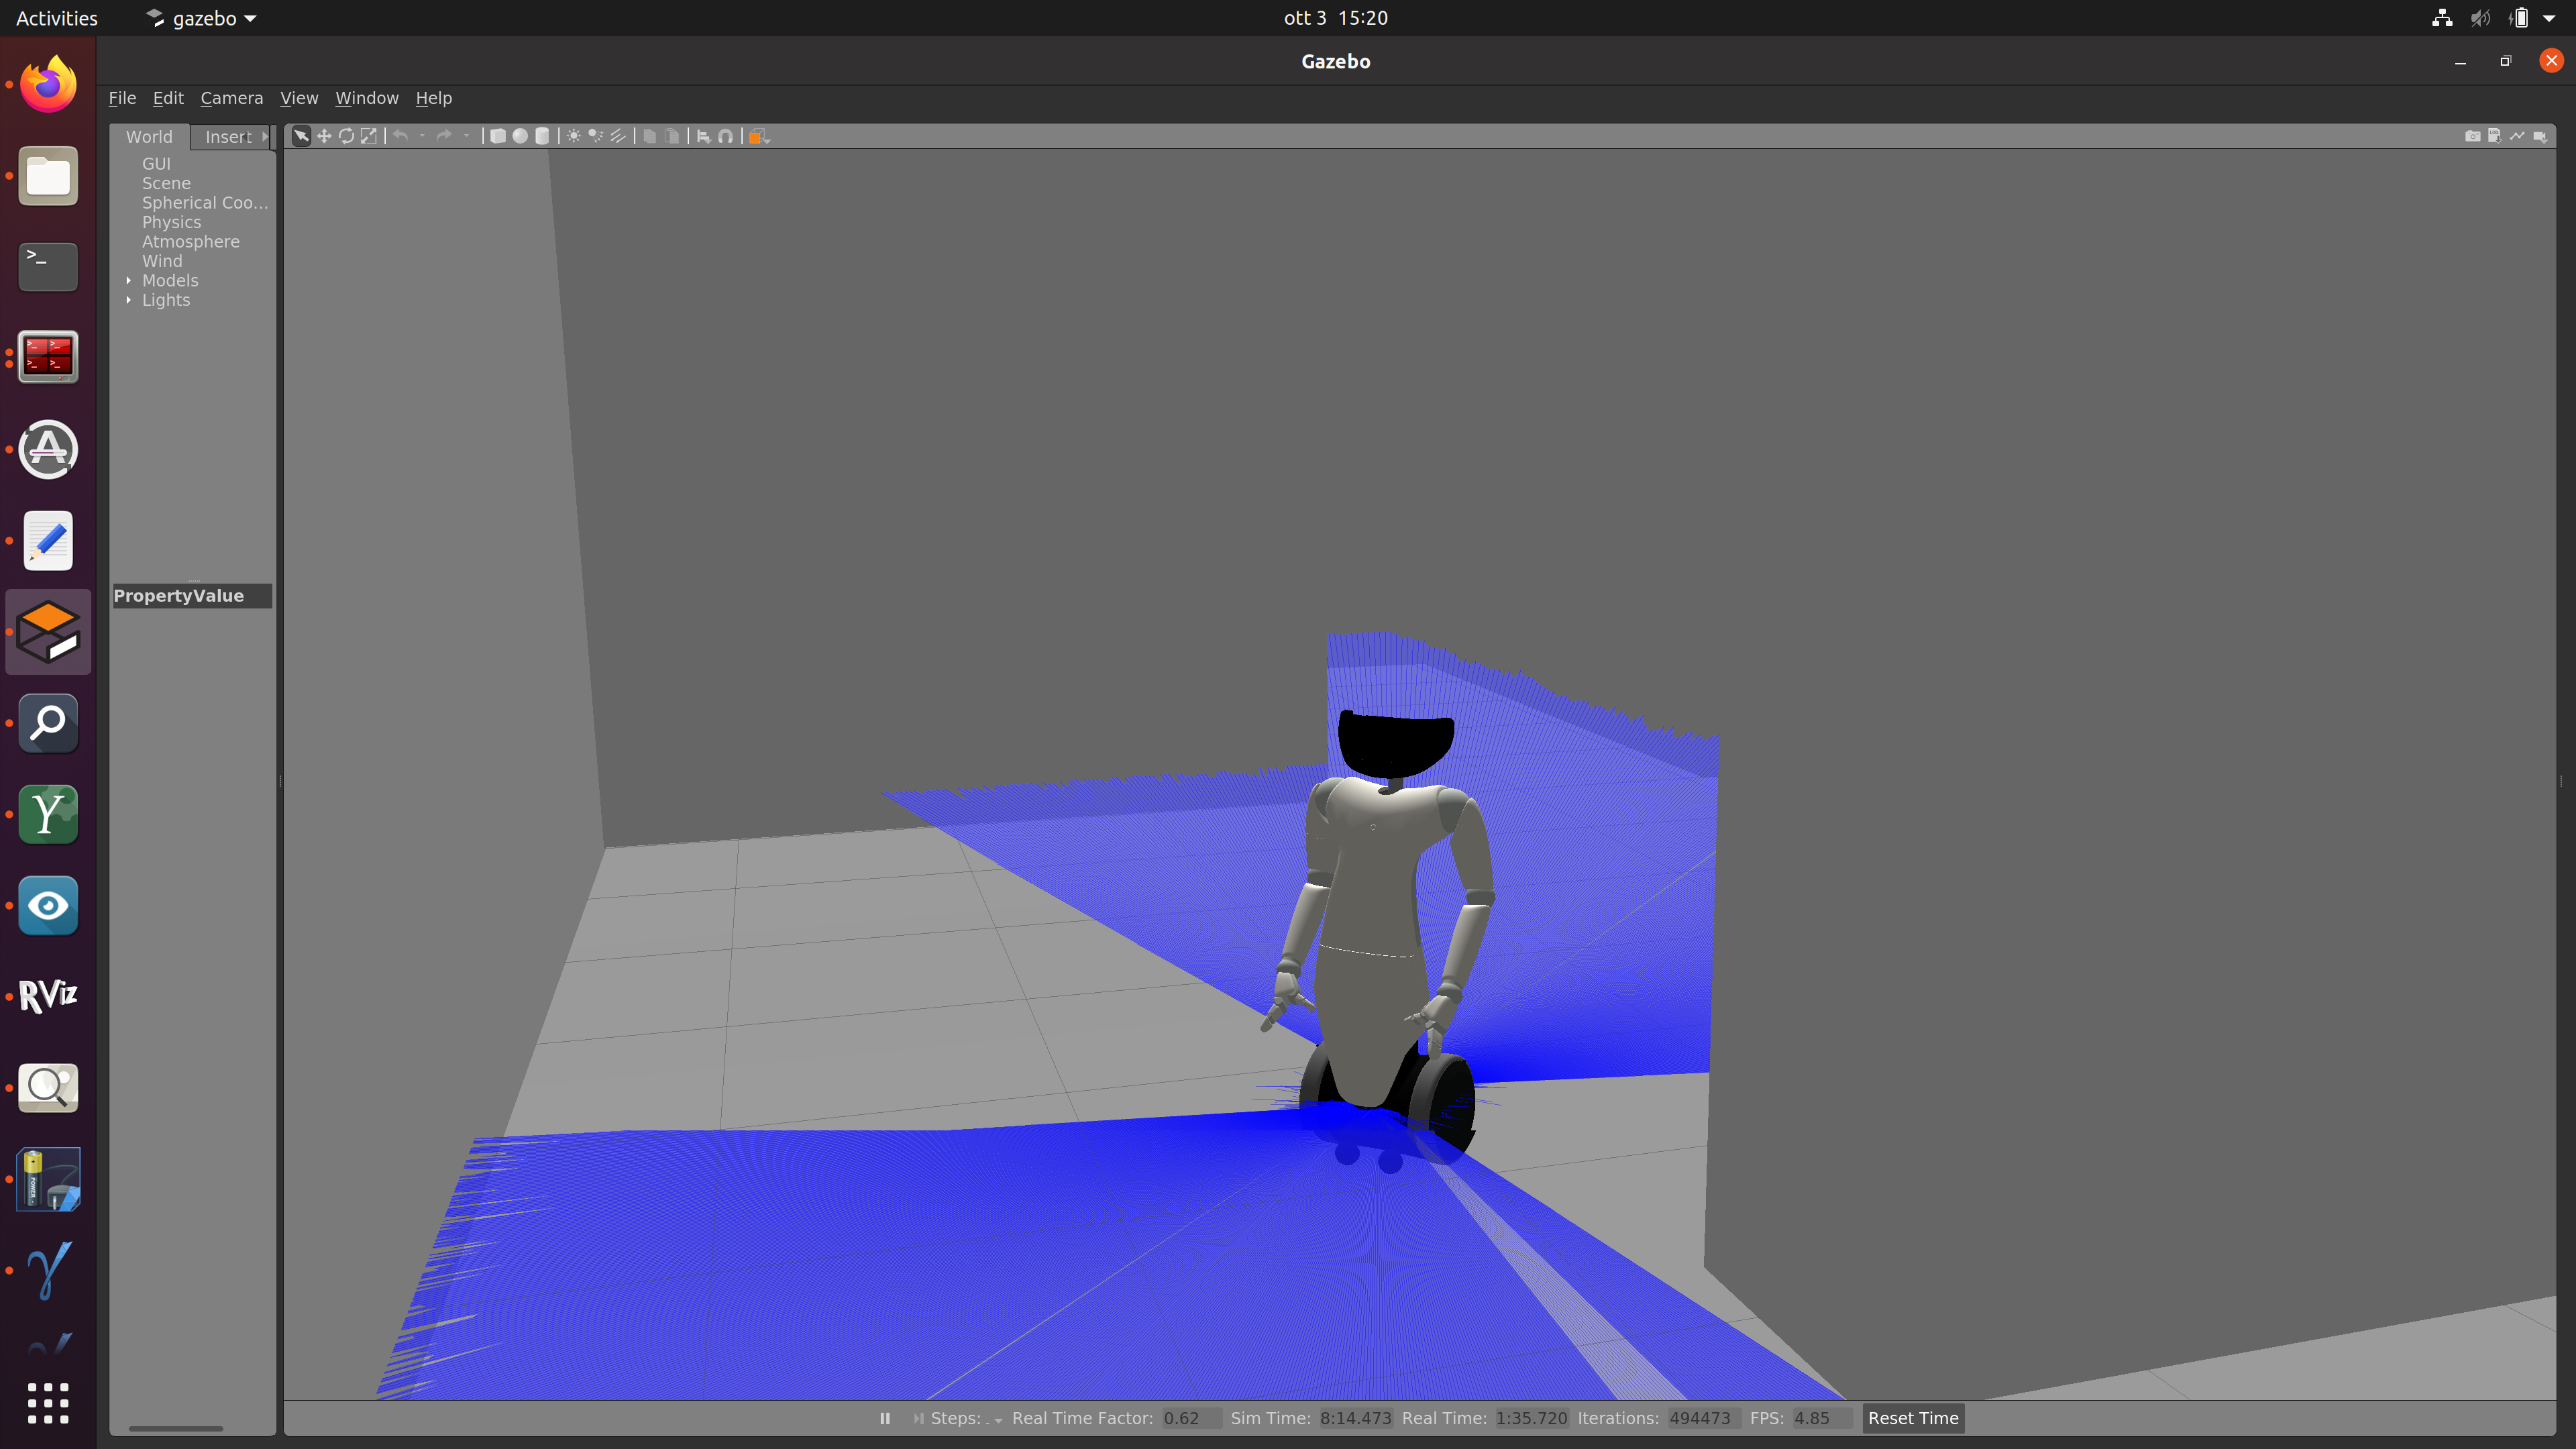 Activities gazebo ott 3 15:20
Gazebo
File Edit Camera View Window Help
World Insert
GUI
Scene
Spherical Coo...
Physics
Atmosphere
Wind
Models
Lights
PropertyValue
RViz
Steps: Real Time Factor: 0.62 Sim Time: 8:14.473 Real Time: 1:35.720 Iterations: 494473 FPS: 4.85 Reset Time